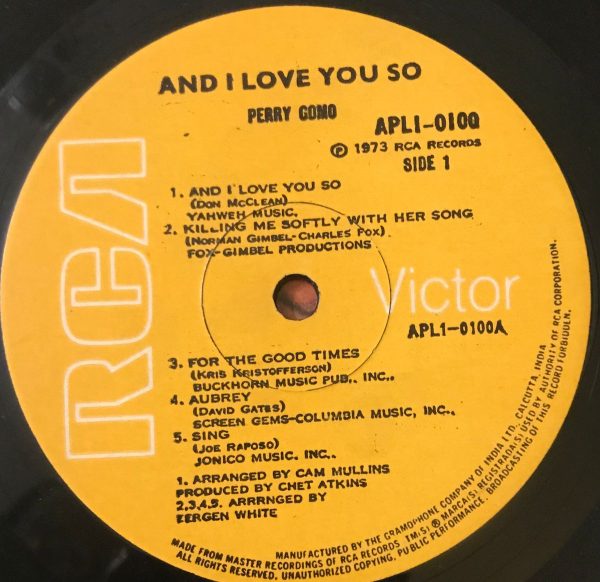 AND I LOVE YOU SO
PERRY COMO
APL1-0100
Ⓟ 1973 RCA RECORDS
SIDE 1
RCA
1. AND I LOVE YOU SO
(DON MCCLEAN)
YAHWEH MUSIC.
2. KILLING ME SOFTLY WITH HER SONG
(NORMAN GIMBEL-CHARLES FOX)
FOX-GIMBEL PRODUCTIONS
Victor
APL1-0100A
3. FOR THE GOOD TIMES
(KRIS KRISTOFFERSON)
BUCKHORN MUSIC PUB., INC..
4. AUBREY
(DAVID GATES)
SCREEN GEMS-COLUMBIA MUSIC, INC..
5. SING
(JOE RAPOSO)
JONICO MUSIC. INC..
1. ARRANGED BY CAM MULLINS
PRODUCED BY CHET ATKINS
2,3,4,5. ARRRNGED BY
BERGEN WHITE
MANUFACTURED BY THE GRAMOPHONE COMPANY OF INDIA LTD. CALCUTTA, INDIA
MADE FROM MASTER RECORDINGS OF RCA RECORDS TM(S) ® MARCA(S) REGISTRADA(S) USED BY AUTHORITY OF RCA CORPORATION.
ALL RIGHTS RESERVED. UNAUTHORIZED COPYING, PUBLIC PERFORMANCE, BROADCASTING OF THIS RECORD FORBIDDEN.